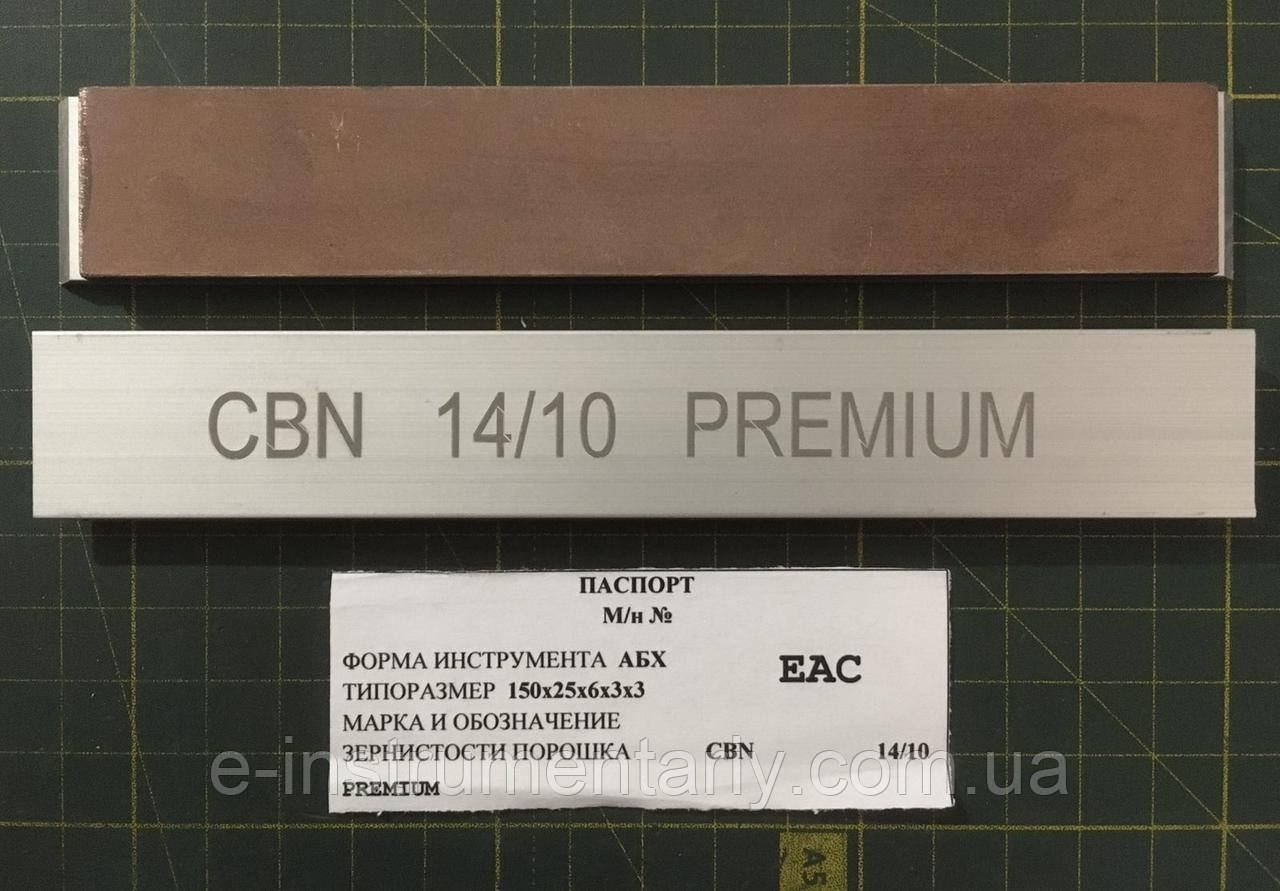 CBN 14/10 PREMIUM
ПАСПОРТ
М/н №
ФОРМА ИНСТРУМЕНТА АБХ
EAC
ТИПОРАЗМЕР 150х25х6х3х3
МАРКА И ОБОЗНАЧЕНИЕ
ЗЕРНИСТОСТИ ПОРОШКА CBN 14/10
e-instrumentariy.com.ua
PREMIUM
A5